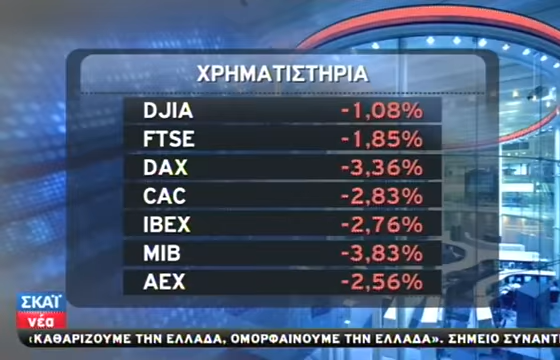 ΧΡΗΜΑΤΙΣΤΗΡΙΑ
DJIA -1,08%
FTSE -1,85%
DAX -3,36%
CAC -2,83%
IBEX -2,76%
MIB -3,83%
AEX -2,56%
ΣΚΑΪ
νέα
‹ΚΑΘΑΡΙΖΟΥΜΕ ΤΗΝ ΕΛΛΑΔΑ, ΟΜΟΡΦΑΙΝΟΥΜΕ ΤΗΝ ΕΛΛΑΔΑ». ΣΗΜΕΙΟ ΣΥΝΑΝΤ